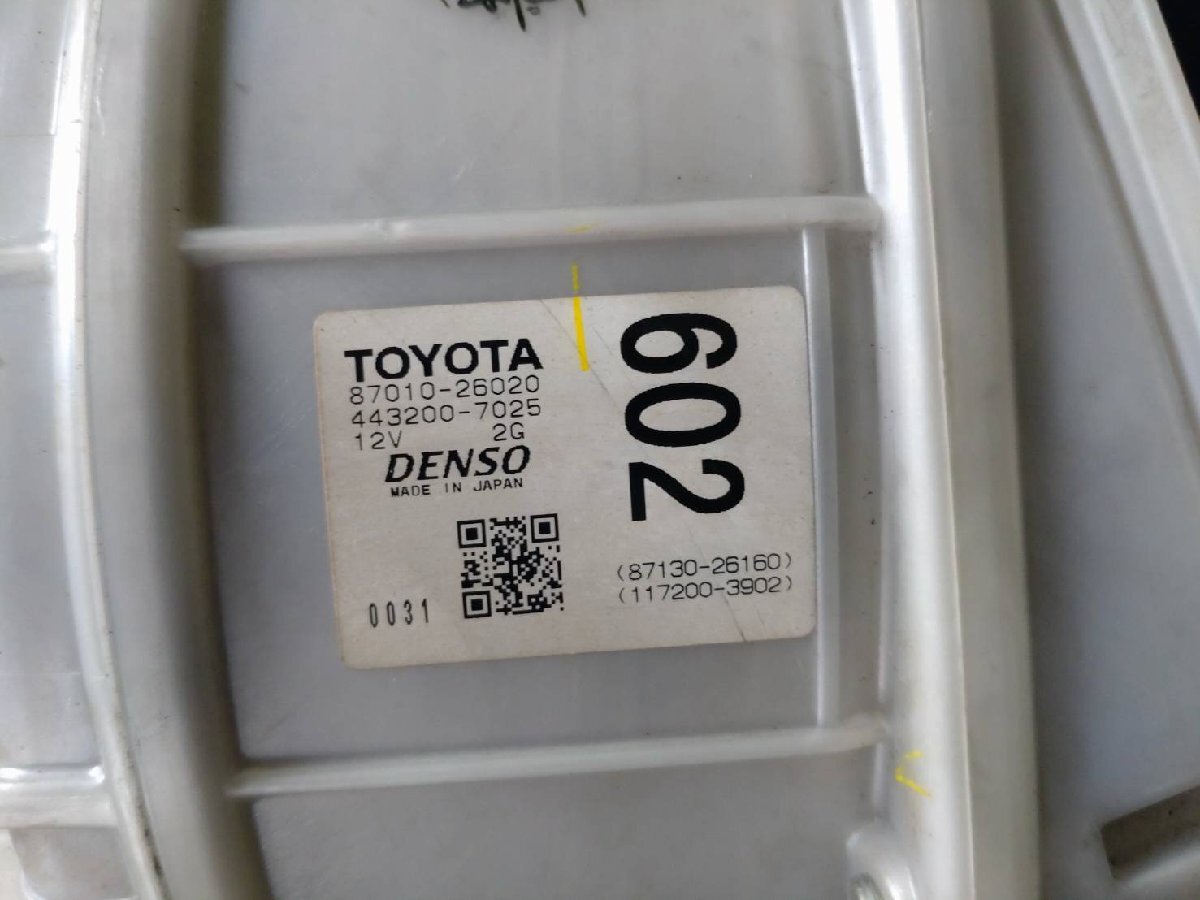 TOYOTA
87010-26020
443200-7025
12V 2G
DENSO
MADE IN JAPAN
0031
602
(87130-26160)
(117200-3902)